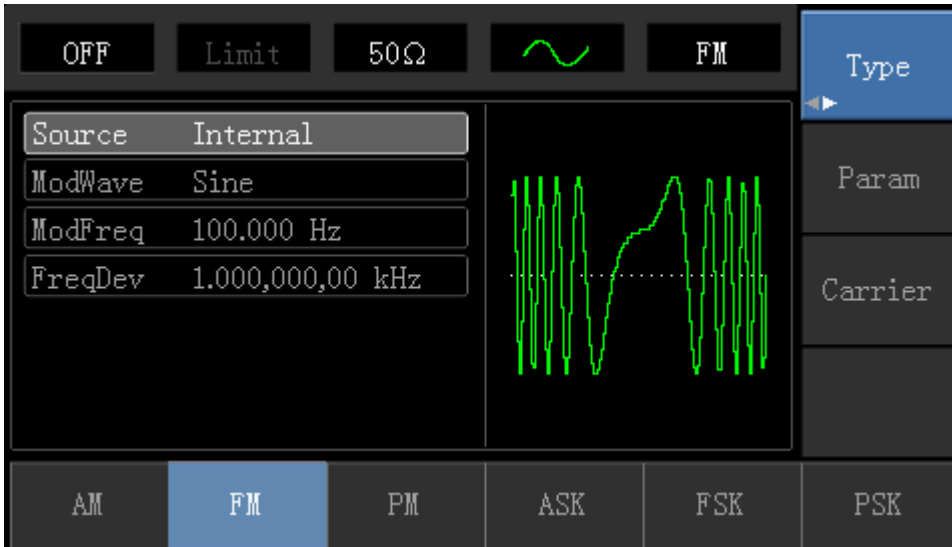 OFF Limit 50Ω FM
Type
Source Internal
ModWave Sine
Param
ModFreq 100.000 Hz
FreqDev 1.000,000,00 kHz
Carrier
AM FM PM ASK FSK PSK